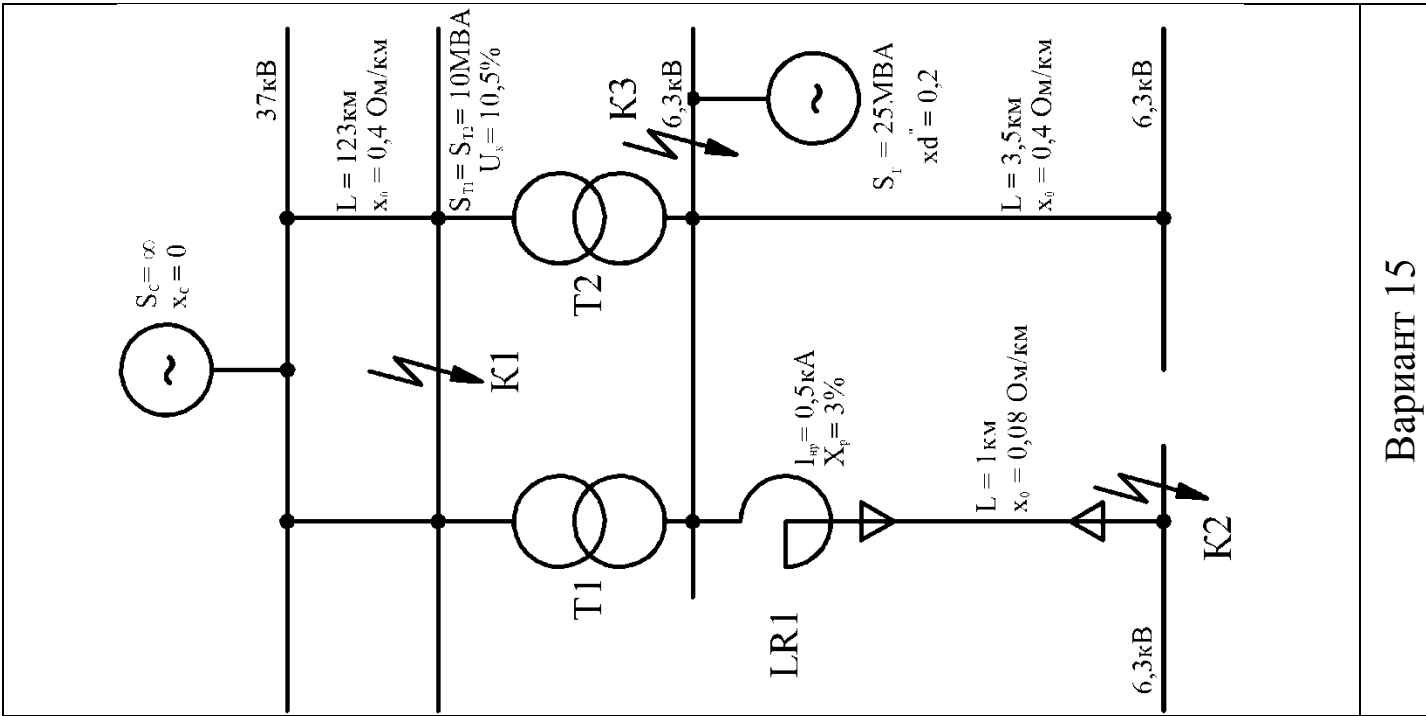 S_C = ∞
x_C = 0
37кВ
L = 123км
x₀ = 0,4 Ом/км
К1
S_Т1 = S_Т2 = 10МВА
U_к = 10,5%
Т1
Т2
К3
6,3кВ
S_Г = 25МВА
xd" = 0,2
LR1
I_нр = 0,5кА
X_р = 3%
L = 1км
x₀ = 0,08 Ом/км
L = 3,5км
x₀ = 0,4 Ом/км
6,3кВ
К2
6,3кВ
~
~
Вариант 15